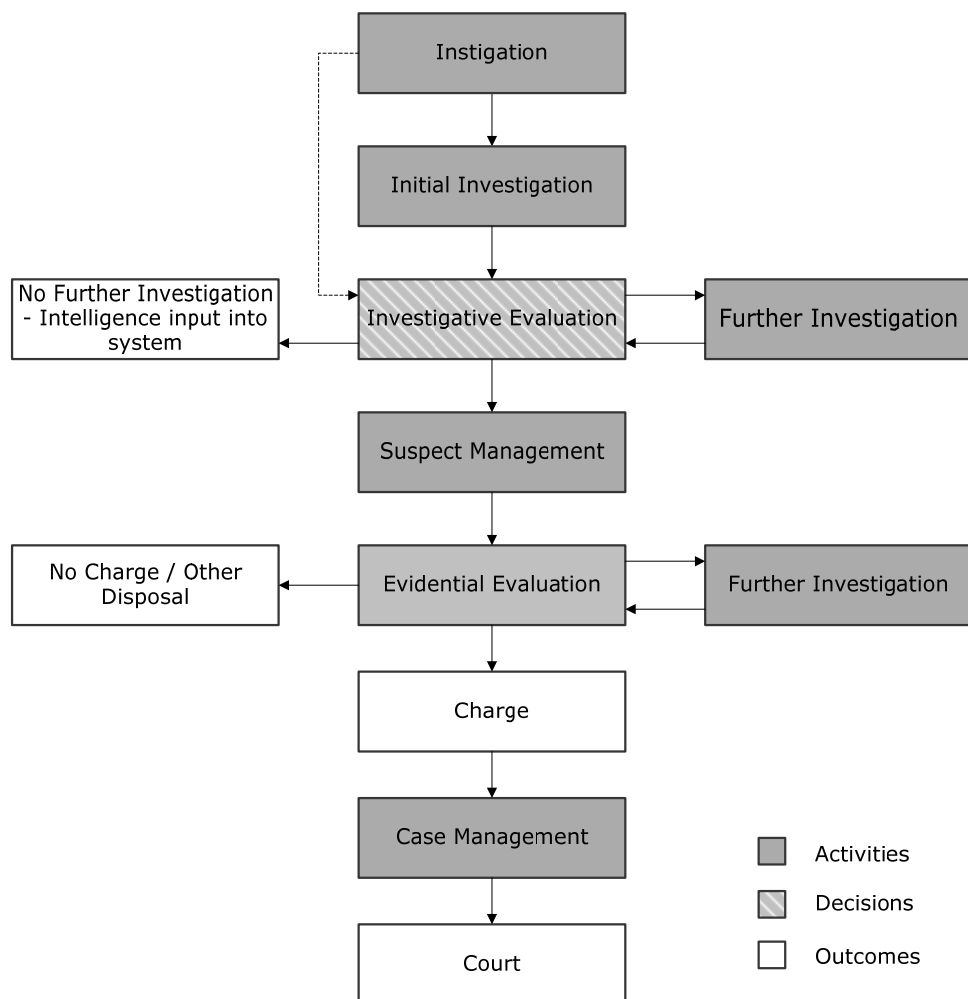 Instigation
Initial Investigation
No Further Investigation
- Intelligence input into
system
Investigative Evaluation
Further Investigation
Suspect Management
No Charge / Other
Disposal
Evidential Evaluation
Further Investigation
Charge
Case Management
Activities
Decisions
Outcomes
Court